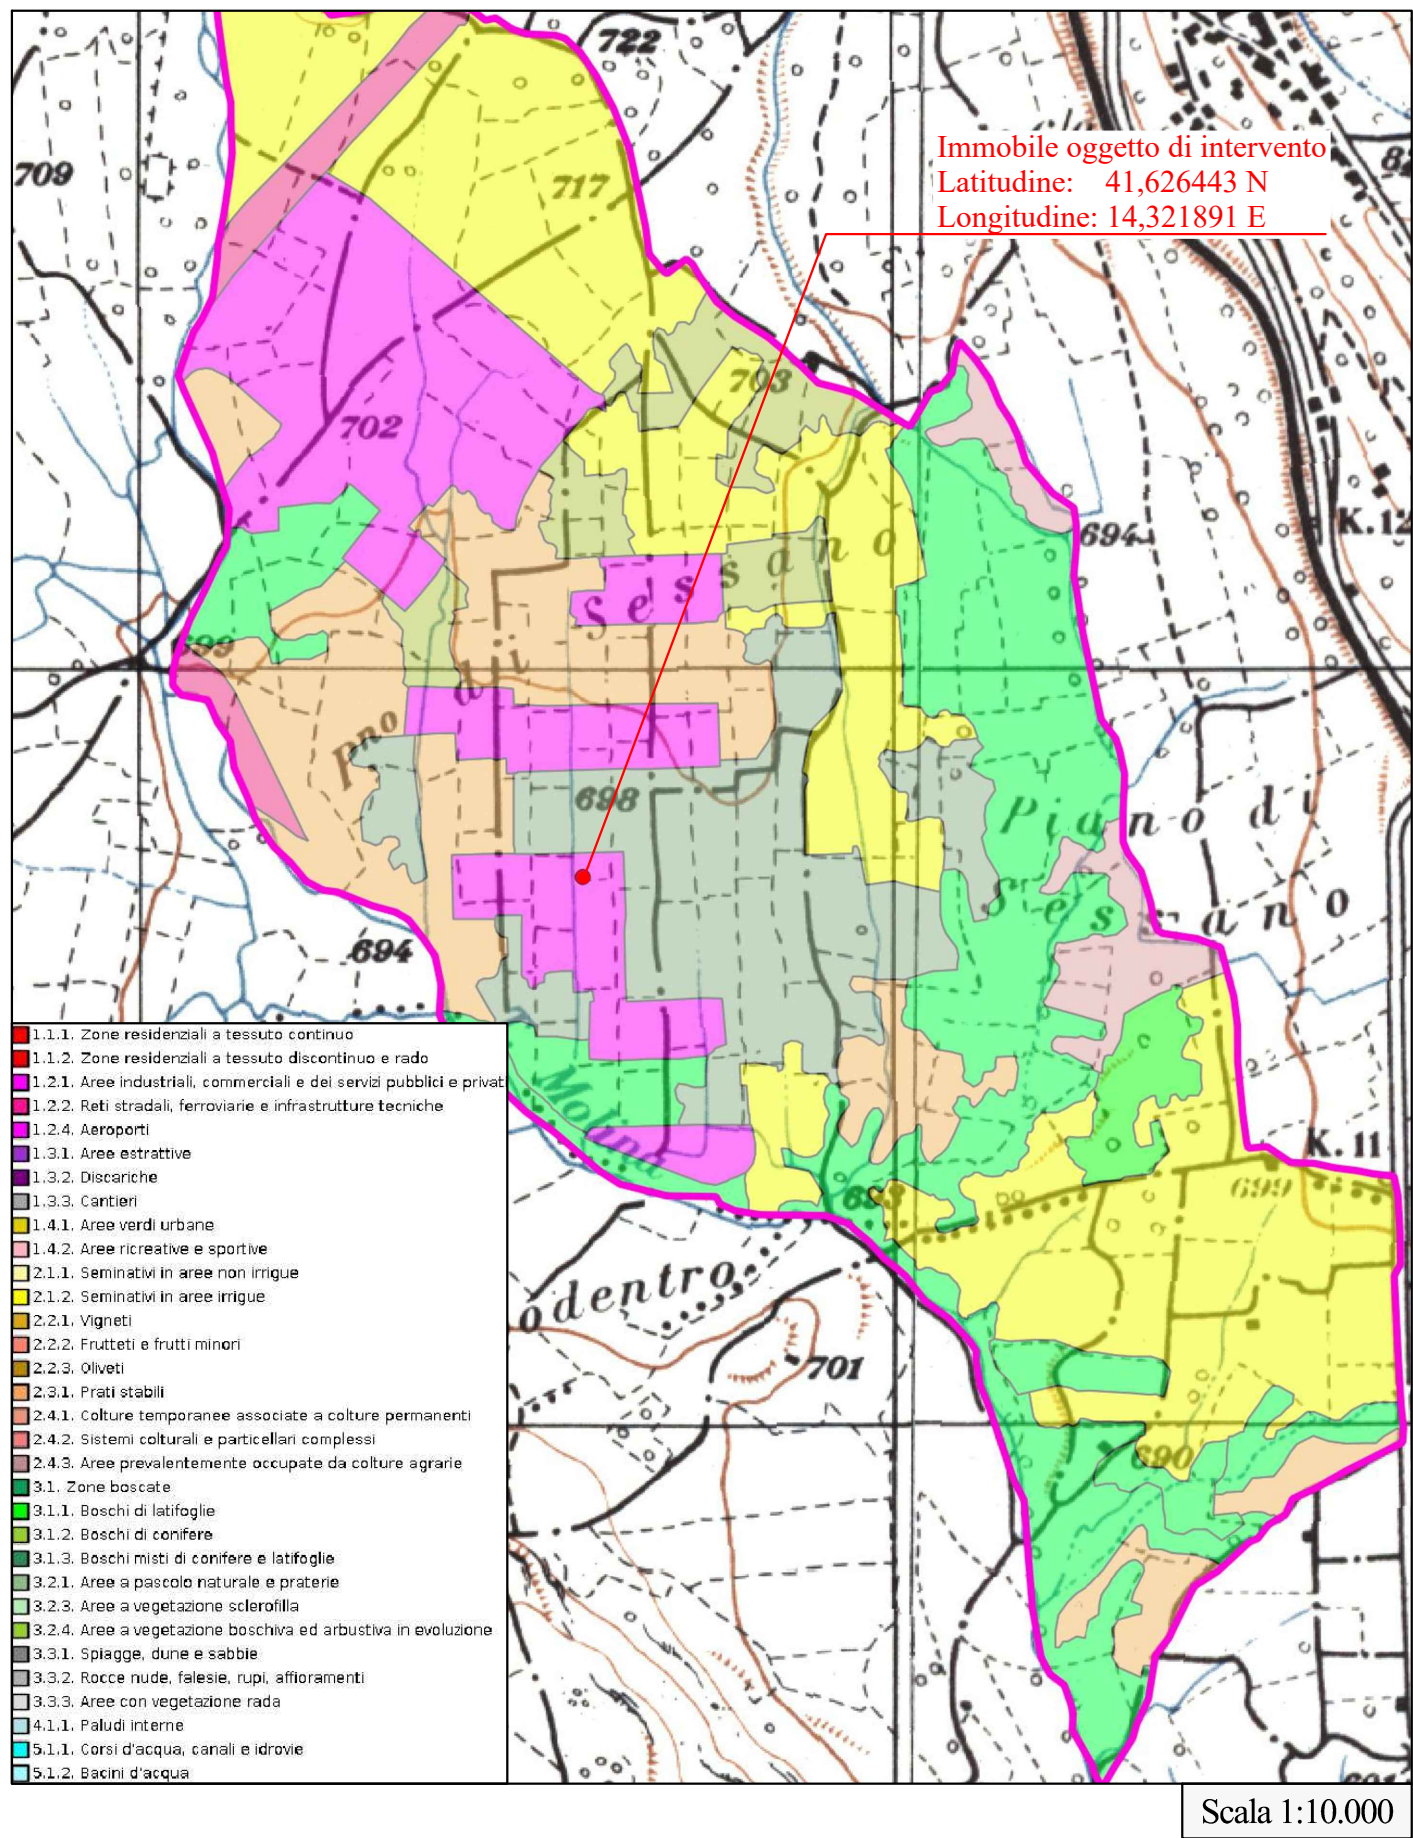 722
709
717
Immobile oggetto di intervento
Latitudine: 41,626443 N
Longitudine: 14,321891 E
703
702
K.12
694
Sessano
699
Pno di
698
Piano di
Sessano
694
1.1.1. Zone residenziali a tessuto continuo
1.1.2. Zone residenziali a tessuto discontinuo e rado
1.2.1. Aree industriali, commerciali e dei servizi pubblici e privat
1.2.2. Reti stradali, ferroviarie e infrastrutture tecniche
1.2.4. Aeroporti
1.3.1. Aree estrattive
1.3.2. Discariche
1.3.3. Cantieri
1.4.1. Aree verdi urbane
1.4.2. Aree ricreative e sportive
2.1.1. Seminativi in aree non irrigue
2.1.2. Seminativi in aree irrigue
2.2.1. Vigneti
2.2.2. Frutteti e frutti minori
2.2.3. Oliveti
2.3.1. Prati stabili
2.4.1. Colture temporanee associate a colture permanenti
2.4.2. Sistemi colturali e particellari complessi
2.4.3. Aree prevalentemente occupate da colture agrarie
3.1. Zone boscate
3.1.1. Boschi di latifoglie
3.1.2. Boschi di conifere
3.1.3. Boschi misti di conifere e latifoglie
3.2.1. Aree a pascolo naturale e praterie
3.2.3. Aree a vegetazione sclerofilla
3.2.4. Aree a vegetazione boschiva ed arbustiva in evoluzione
3.3.1. Spiagge, dune e sabbie
3.3.2. Rocce nude, falesie, rupi, affioramenti
3.3.3. Aree con vegetazione rada
4.1.1. Paludi interne
5.1.1. Corsi d'acqua, canali e idrovie
5.1.2. Bacini d'acqua
Molina
K.11
699
odentro
701
690
Scala 1:10.000